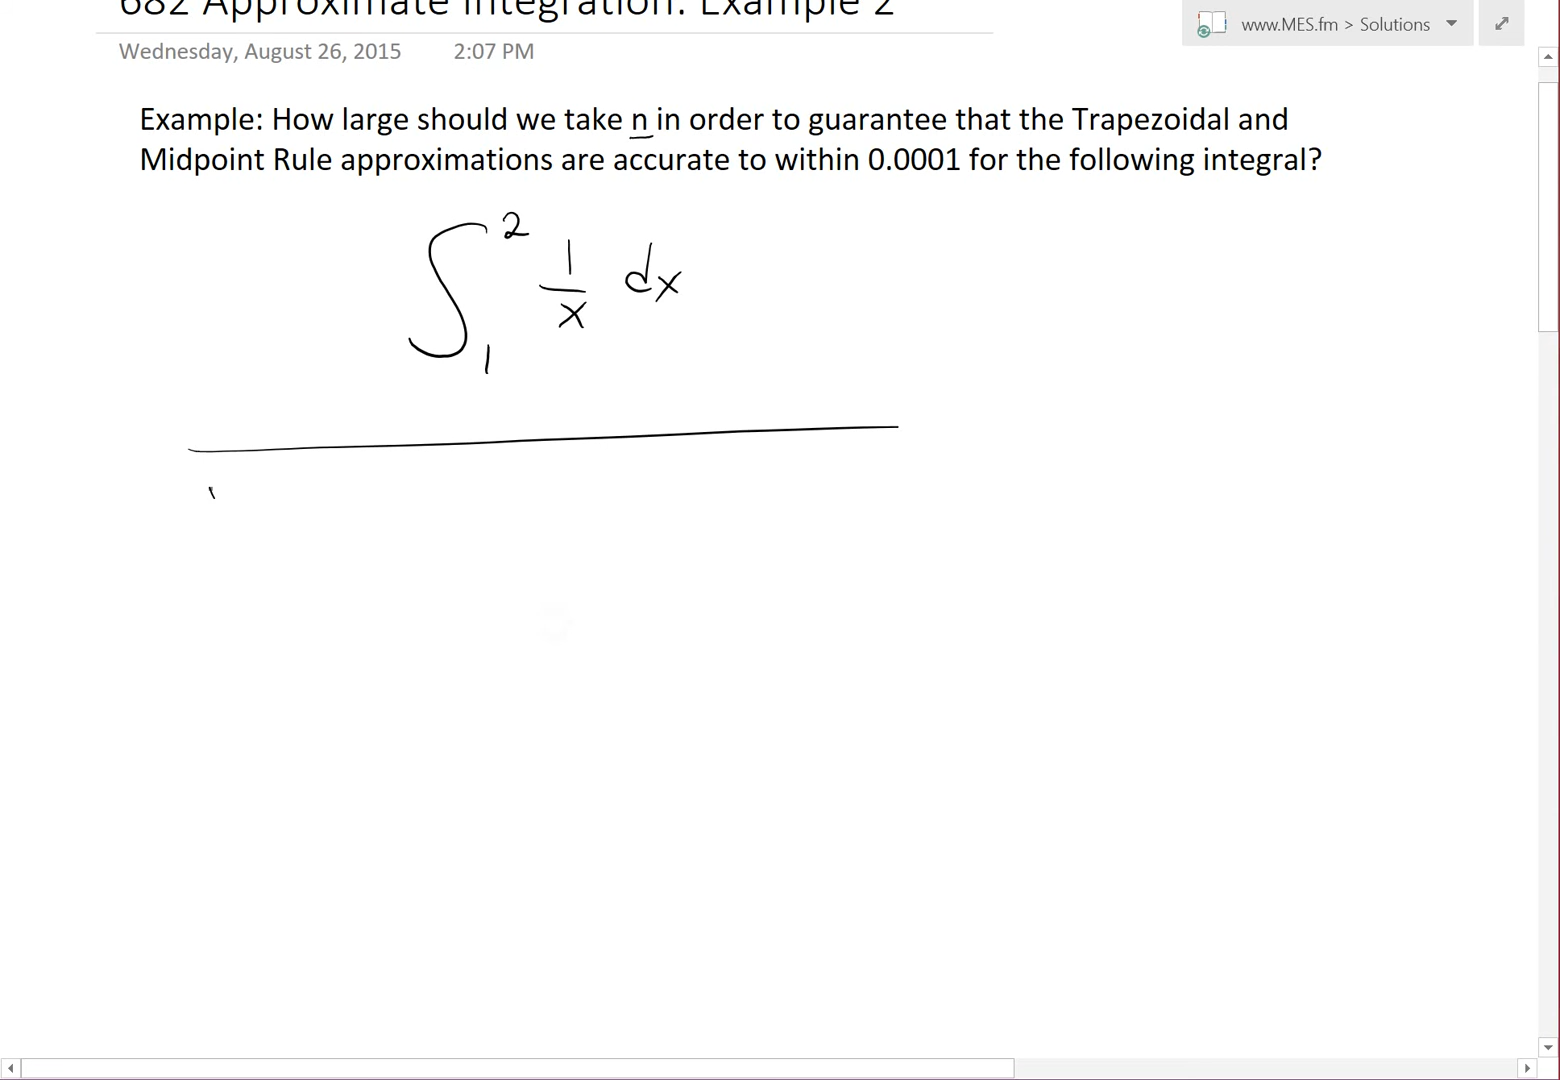 682 Approximate Integration: Example 2
www.MES.fm > Solutions
Wednesday, August 26, 2015 2:07 PM
Example: How large should we take n in order to guarantee that the Trapezoidal and
Midpoint Rule approximations are accurate to within 0.0001 for the following integral?
∫₁² 1/x dx